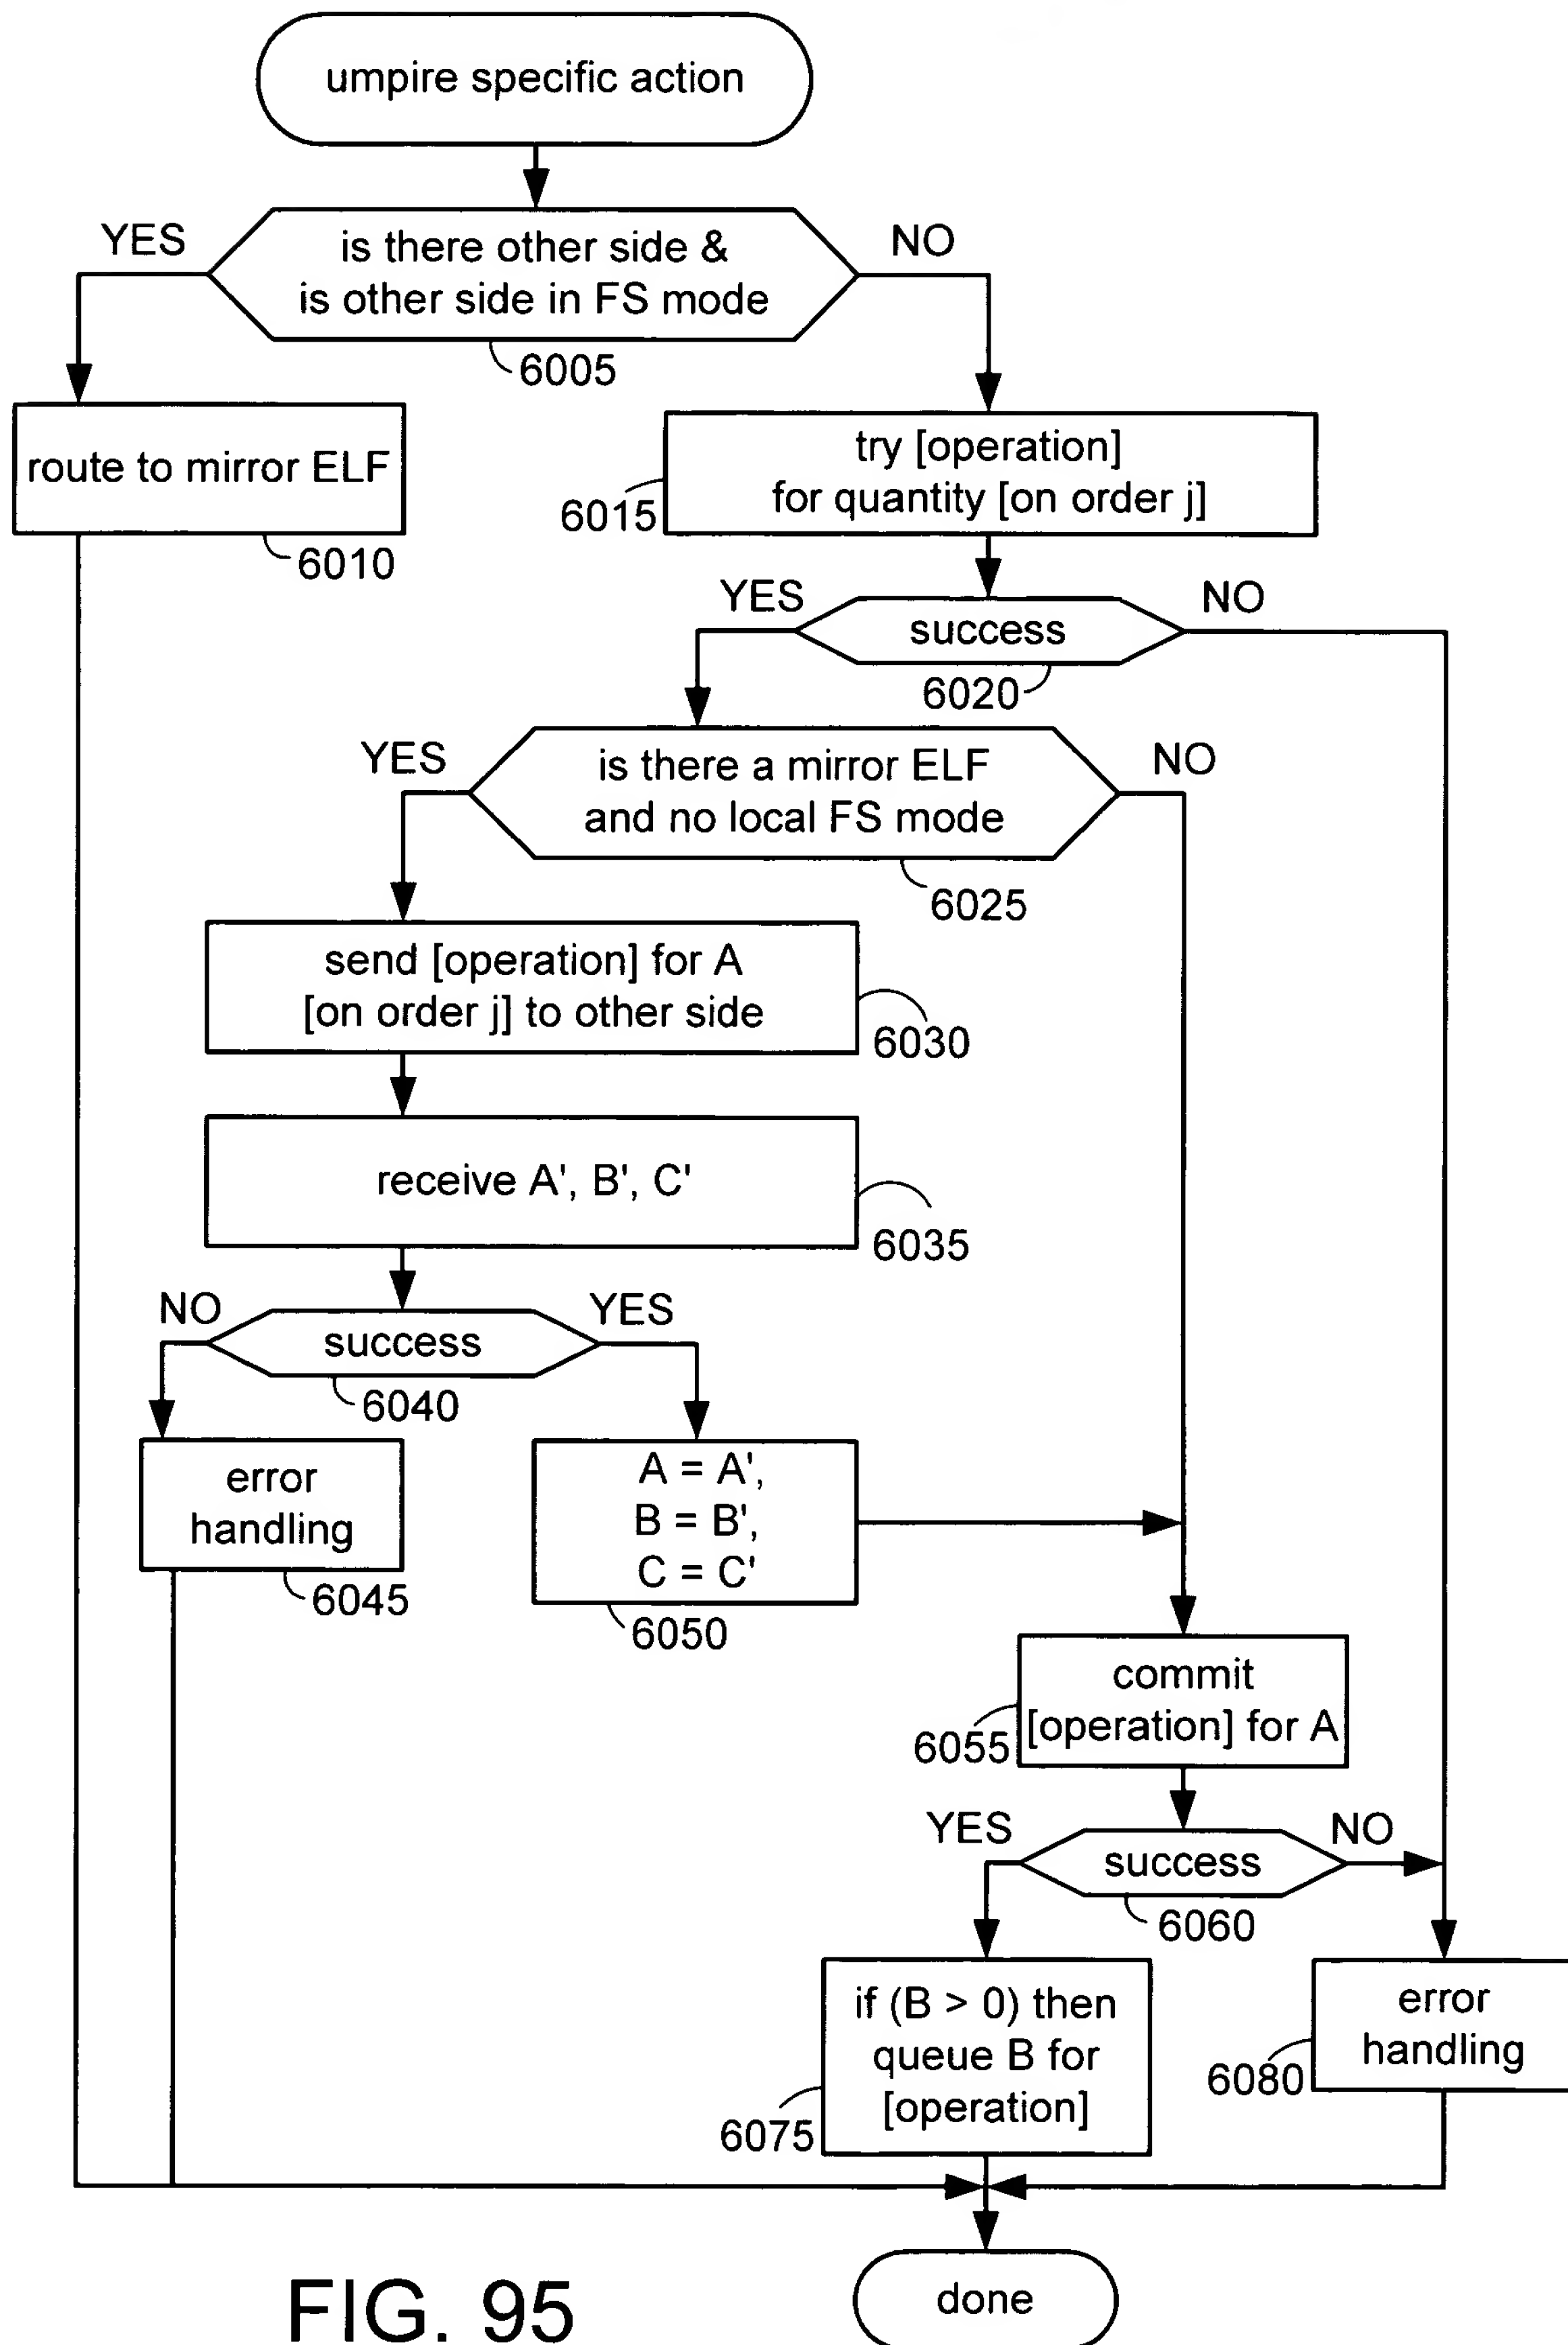 umpire specific action
YES
is there other side &
is other side in FS mode
NO
6005
route to mirror ELF
6010
try [operation]
for quantity [on order j]
6015
YES
success
NO
6020
YES
is there a mirror ELF
and no local FS mode
NO
6025
send [operation] for A
[on order j] to other side
6030
receive A', B', C'
6035
NO
success
YES
6040
error
handling
6045
A = A',
B = B',
C = C'
6050
commit
[operation] for A
6055
YES
success
NO
6060
if (B > 0) then
queue B for
[operation]
6075
error
handling
6080
done
FIG. 95